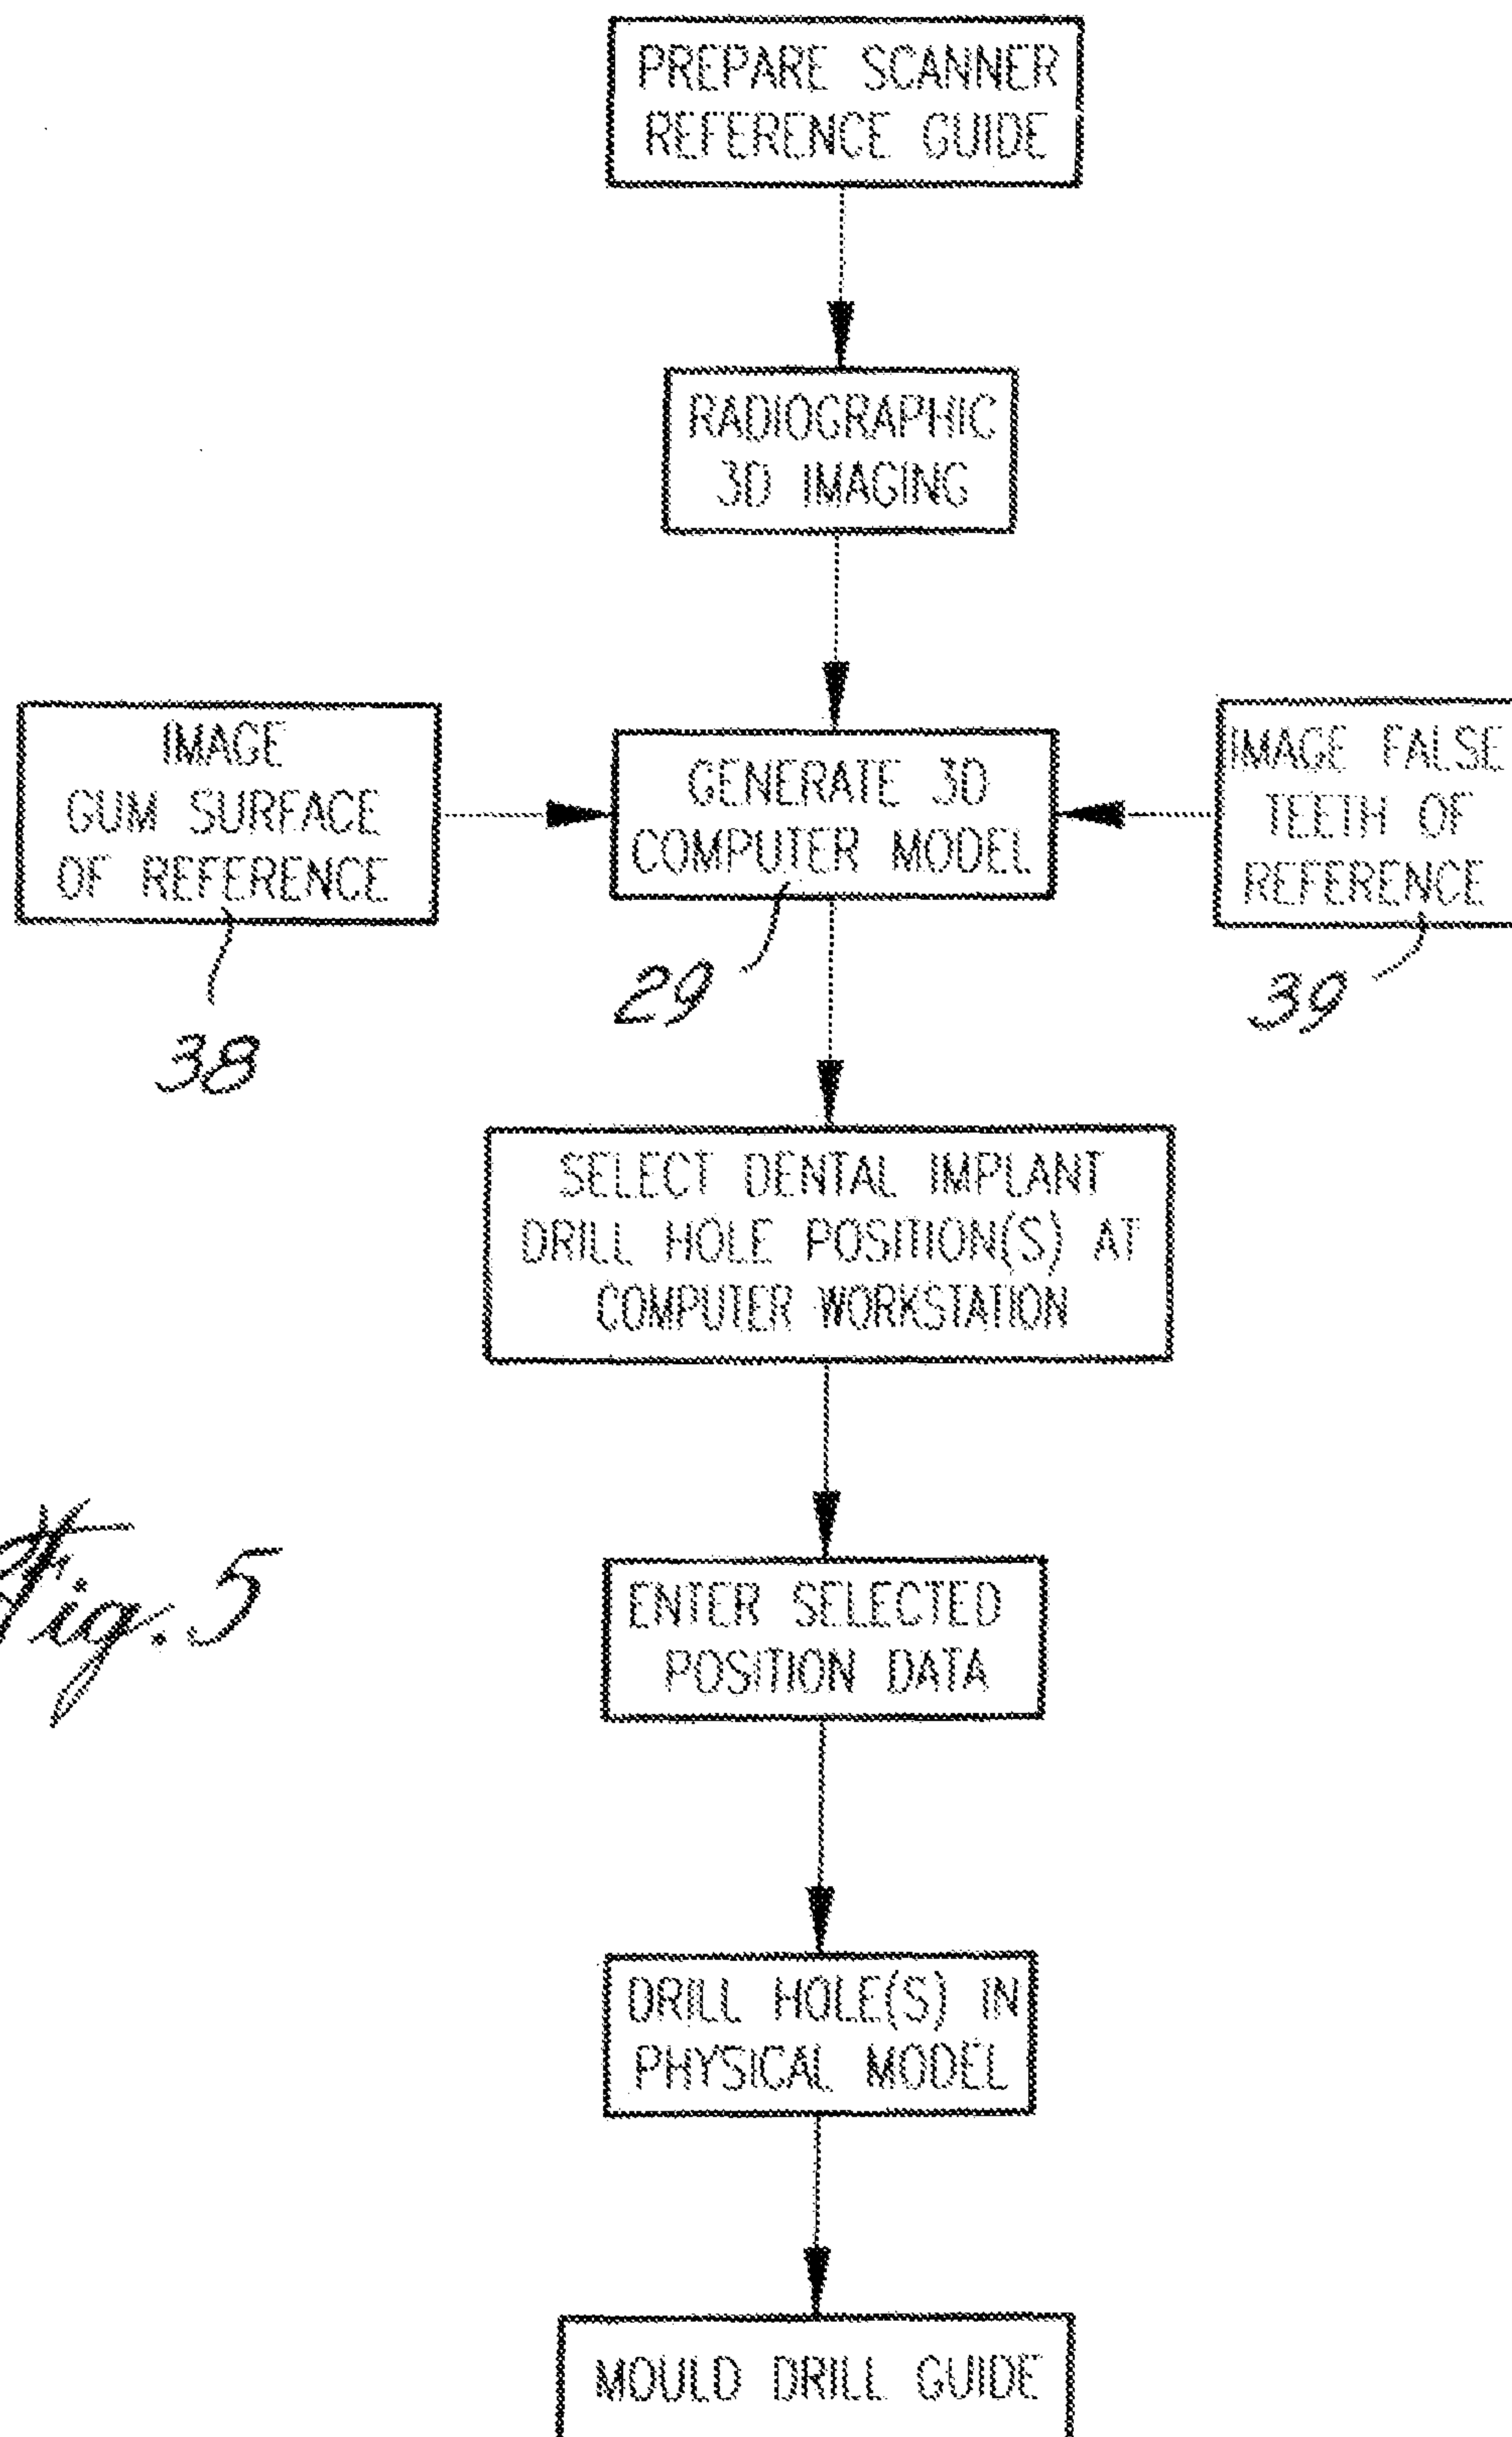 PREPARE SCANNER
REFERENCE GUIDE
RADIOGRAPHIC
3D IMAGING
IMAGE
GUM SURFACE
OF REFERENCE
38
GENERATE 3D
COMPUTER MODEL
29
IMAGE FALSE
TEETH OF
REFERENCE
39
SELECT DENTAL IMPLANT
DRILL HOLE POSITION(S) AT
COMPUTER WORKSTATION
Fig. 5
ENTER SELECTED
POSITION DATA
DRILL HOLE(S) IN
PHYSICAL MODEL
MOULD DRILL GUIDE